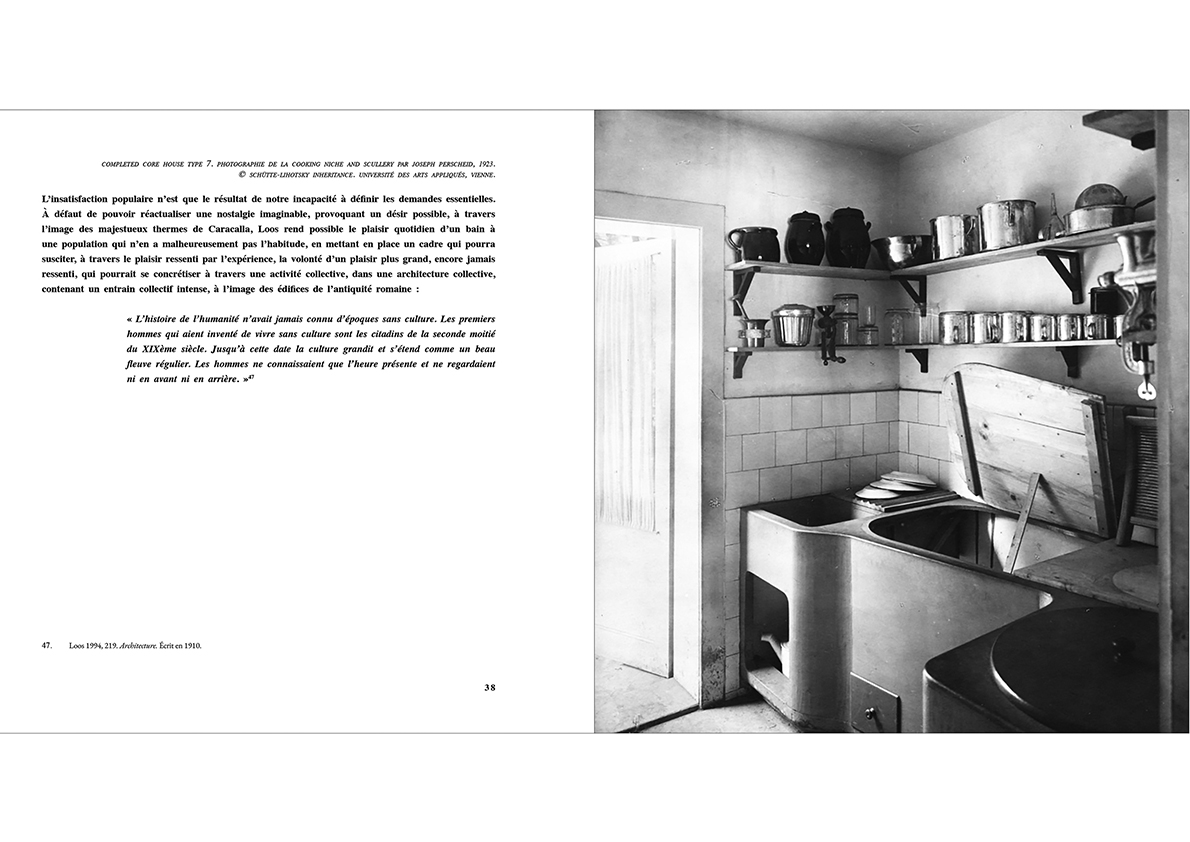 COMPLETED CORE HOUSE TYPE 7. PHOTOGRAPHIE DE LA COOKING NICHE AND SCULLERY PAR JOSEPH PERSCHEID, 1923.
© SCHÜTTE-LIHOTSKY INHERITANCE. UNIVERSITÉ DES ARTS APPLIQUÉS, VIENNE.
L’insatisfaction populaire n’est que le résultat de notre incapacité à définir les demandes essentielles.
À défaut de pouvoir réactualiser une nostalgie imaginable, provoquant un désir possible, à travers
l’image des majestueux thermes de Caracalla, Loos rend possible le plaisir quotidien d’un bain à
une population qui n’en a malheureusement pas l’habitude, en mettant en place un cadre qui pourra
susciter, à travers le plaisir ressenti par l’expérience, la volonté d’un plaisir plus grand, encore jamais
ressenti, qui pourrait se concrétiser à travers une activité collective, dans une architecture collective,
contenant un entrain collectif intense, à l’image des édifices de l’antiquité romaine :
« L’histoire de l’humanité n’avait jamais connu d’époques sans culture. Les premiers
hommes qui aient inventé de vivre sans culture sont les citadins de la seconde moitié
du XIXème siècle. Jusqu’à cette date la culture grandit et s’étend comme un beau
fleuve régulier. Les hommes ne connaissaient que l’heure présente et ne regardaient
ni en avant ni en arrière. »47
47. Loos 1994, 219. Architecture. Écrit en 1910.
38